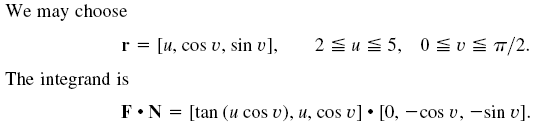 We may choose
r = [u, cos v, sin v], 2 ≦ u ≦ 5, 0 ≦ v ≦ π/2.
The integrand is
F • N = [tan (u cos v), u, cos v] • [0, −cos v, −sin v].